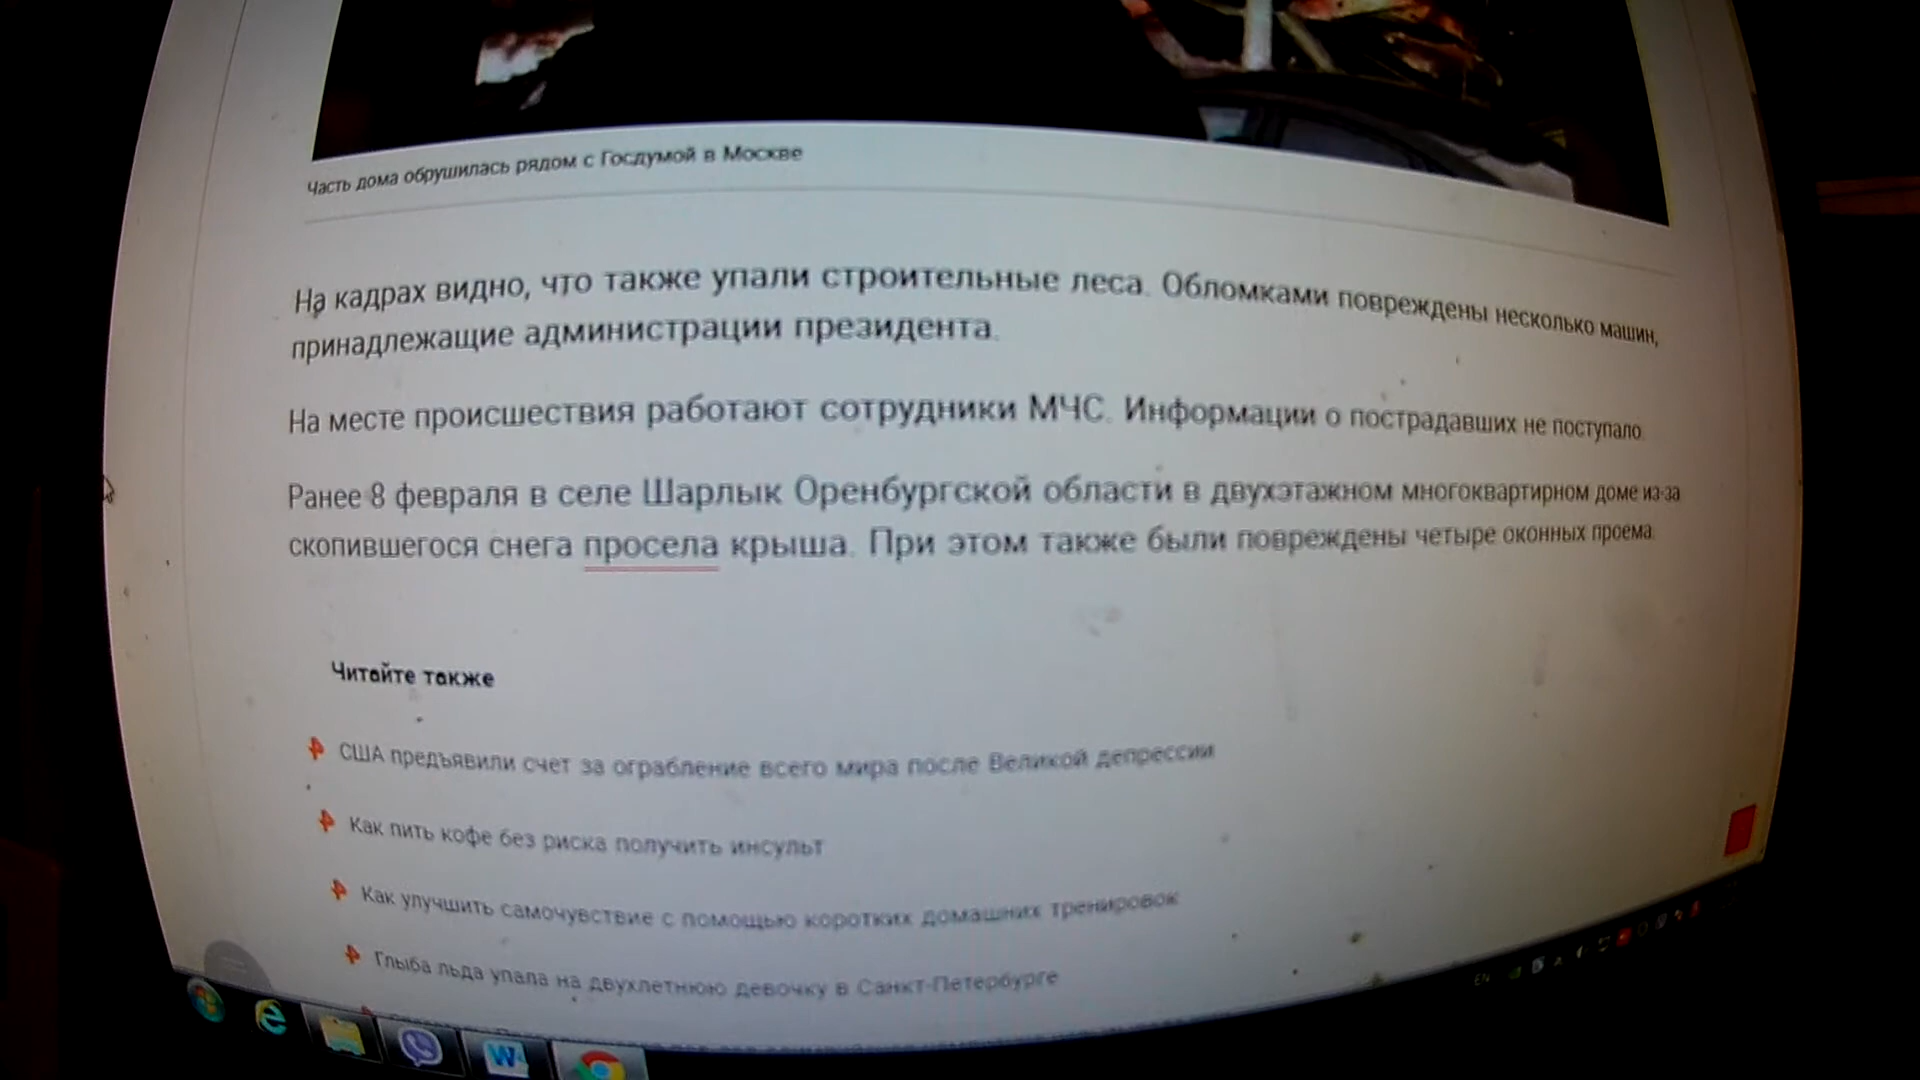 Часть дома обрушилась рядом с Госдумой в Москве
На кадрах видно, что также упали строительные леса. Обломками повреждены несколько машин,
принадлежащие администрации президента.
На месте происшествия работают сотрудники МЧС. Информации о пострадавших не поступало.
Ранее 8 февраля в селе Шарлык Оренбургской области в двухэтажном многоквартирном доме из-за
скопившегося снега просела крыша. При этом также были повреждены четыре оконных проема.
Читайте также
США предъявили счет за ограбление всего мира после Великой депрессии
Как пить кофе без риска получить инсульт
Как улучшить самочувствие с помощью коротких домашних тренировок
Глыба льда упала на двухлетнюю девочку в Санкт-Петербурге
EN